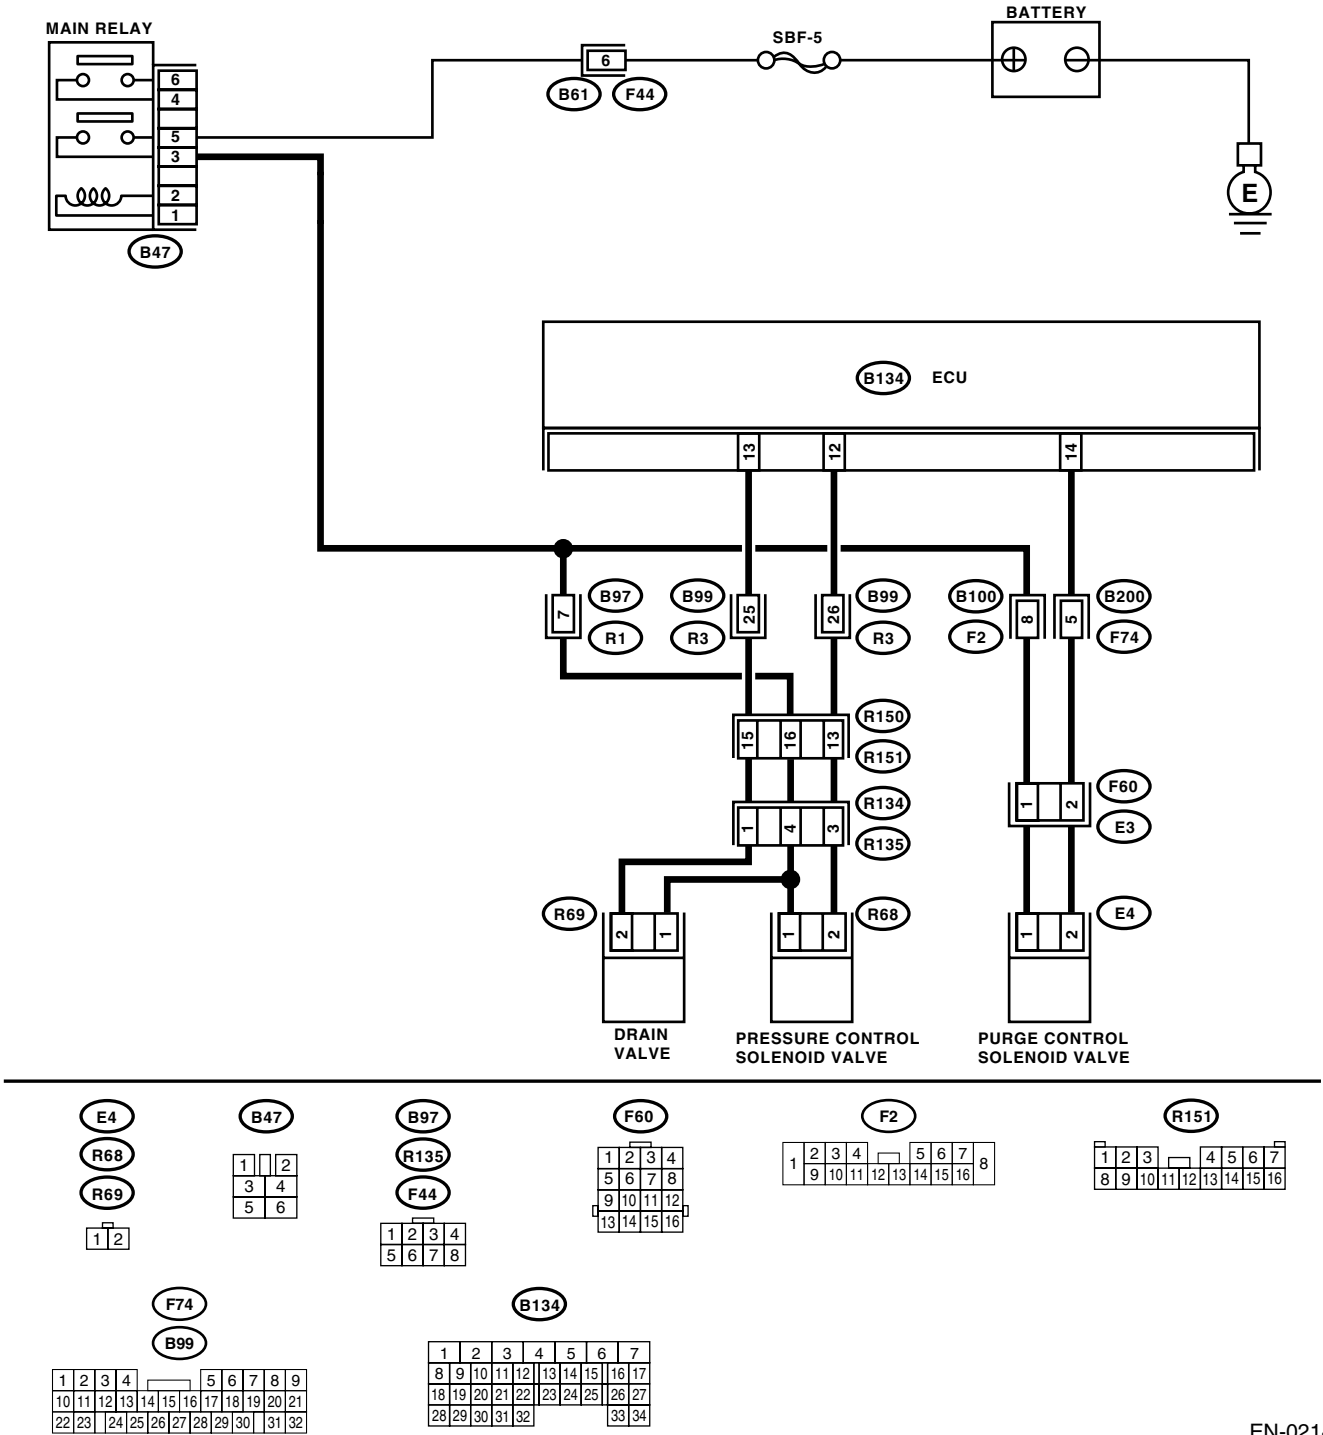 BATTERY
MAIN RELAY
SBF-5
6
6
4
5
3
2
1
B61 F44
E
B47
B134 ECU
13 12 14
7 B97 B99 25 26 B99 B100 8 5 B200
R1 R3 R3 F2 F74
R150
15 16 13
R151
F60
R134
1 2
1 4 3
E3
R135
R69 R68 E4
2 1 1 2 1 2
DRAIN
VALVE
PRESSURE CONTROL
SOLENOID VALVE
PURGE CONTROL
SOLENOID VALVE
E4 B47 B97 F60 F2 R151
R68 R135
R69 F44
1 2
1 2
3 4
5 6
1 2 3 4
5 6 7 8
1 2 3 4
5 6 7 8
9 10 11 12
13 14 15 16
1 2 3 4 5 6 7 8
9 10 11 12 13 14 15 16
1 2 3 4 5 6 7
8 9 10 11 12 13 14 15 16
F74 B134
B99
1 2 3 4 5 6 7 8 9
10 11 12 13 14 15 16 17 18 19 20 21
22 23 24 25 26 27 28 29 30 31 32
1 2 3 4 5 6 7
8 9 10 11 12 13 14 15 16 17
18 19 20 21 22 23 24 25 26 27
28 29 30 31 32 33 34